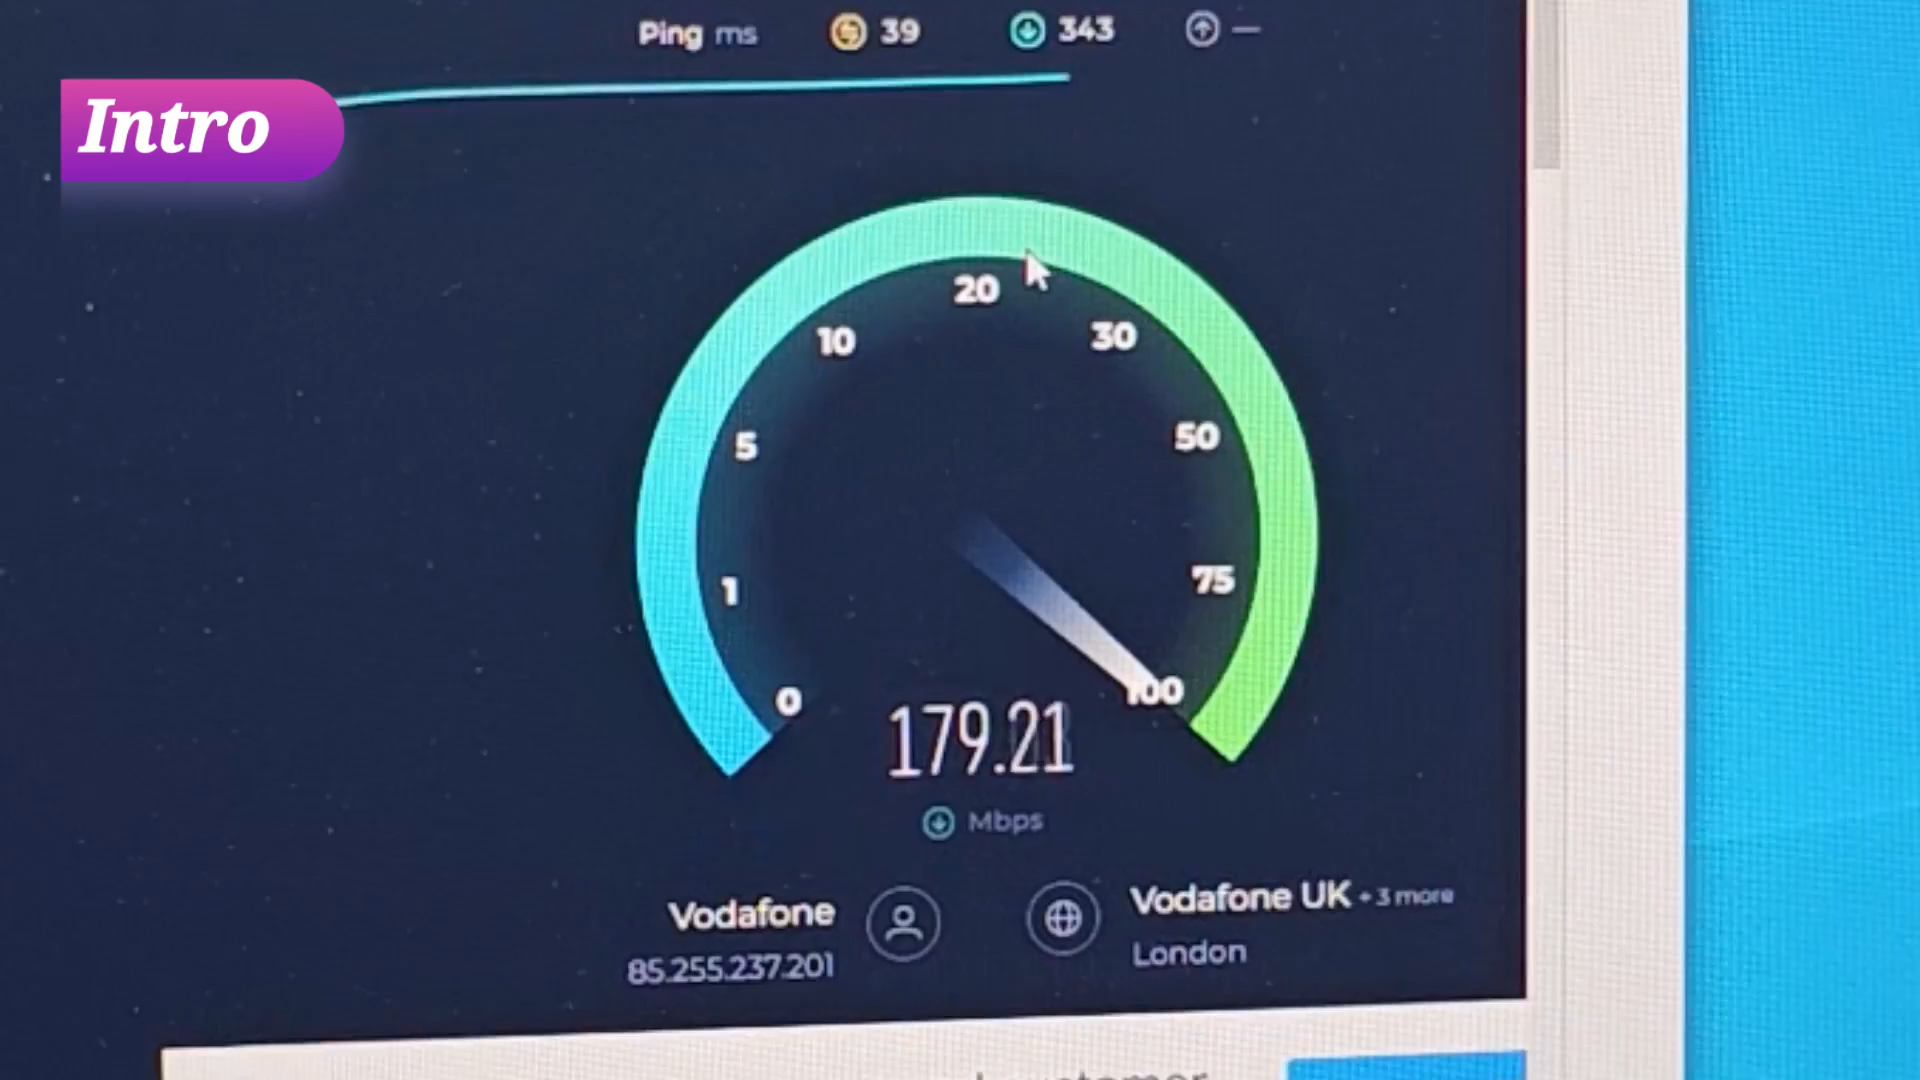 Ping ms 39 343 —
Intro
20
10
30
5
50
1
75
0
100
179.21
Mbps
Vodafone
85.255.237.201
Vodafone UK + 3 more
London